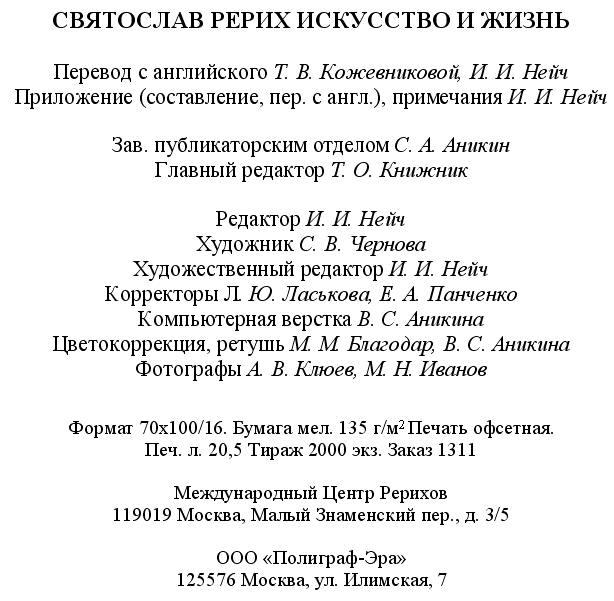 СВЯТОСЛАВ РЕРИХ ИСКУССТВО И ЖИЗНЬ
Перевод с английского Т. В. Кожевниковой, И. И. Нейч
Приложение (составление, пер. с англ.), примечания И. И. Нейч
Зав. публикаторским отделом С. А. Аникин
Главный редактор Т. О. Книжник
Редактор И. И. Нейч
Художник С. В. Чернова
Художественный редактор И. И. Нейч
Корректоры Л. Ю. Ласькова, Е. А. Панченко
Компьютерная верстка В. С. Аникина
Цветокоррекция, ретушь М. М. Благодар, В. С. Аникина
Фотографы А. В. Клюев, М. Н. Иванов
Формат 70х100/16. Бумага мел. 135 г/м² Печать офсетная.
Печ. л. 20,5 Тираж 2000 экз. Заказ 1311
Международный Центр Рерихов
119019 Москва, Малый Знаменский пер., д. 3/5
ООО «Полиграф-Эра»
125576 Москва, ул. Илимская, 7